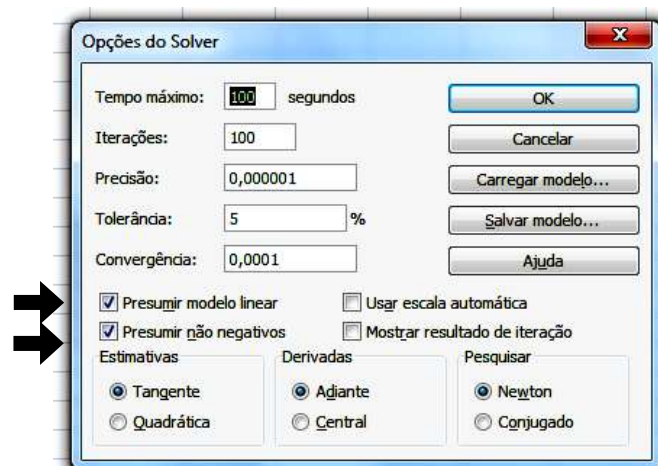 Opções do Solver
Tempo máximo: 100 segundos
OK
Iterações: 100
Cancelar
Precisão: 0,000001
Carregar modelo...
Tolerância: 5 %
Salvar modelo...
Convergência: 0,0001
Ajuda
Presumir modelo linear
Usar escala automática
Presumir não negativos
Mostrar resultado de iteração
Estimativas
Derivadas
Pesquisar
Tangente
Adiante
Newton
Quadrática
Central
Conjugado